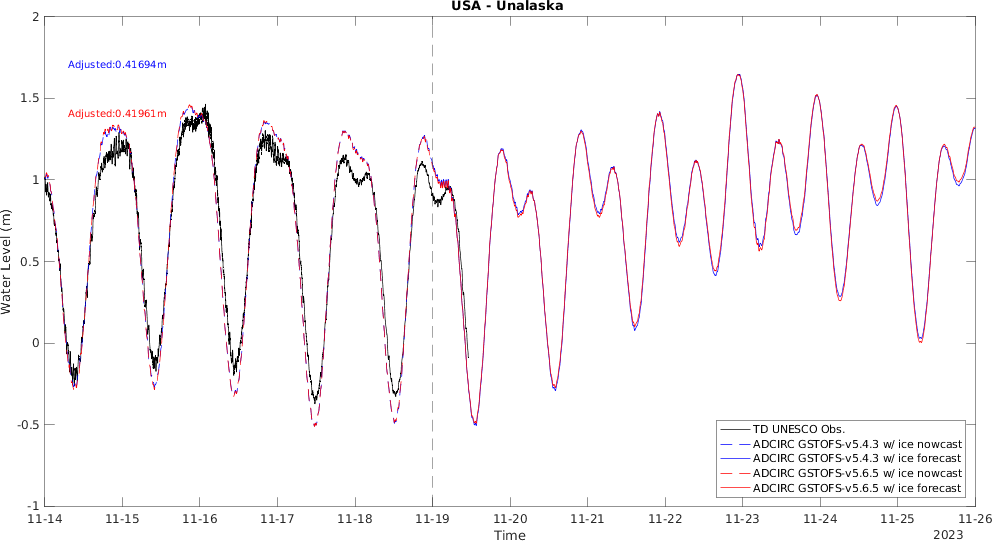 USA - Unalaska
Adjusted:0.41694m
Adjusted:0.41961m
Water Level (m)
2
1.5
1
0.5
0
-0.5
-1
TD UNESCO Obs.
ADCIRC GSTOFS-v5.4.3 w/ ice nowcast
ADCIRC GSTOFS-v5.4.3 w/ ice forecast
ADCIRC GSTOFS-v5.6.5 w/ ice nowcast
ADCIRC GSTOFS-v5.6.5 w/ ice forecast
11-14 11-15 11-16 11-17 11-18 11-19 11-20 11-21 11-22 11-23 11-24 11-25 11-26
Time
2023